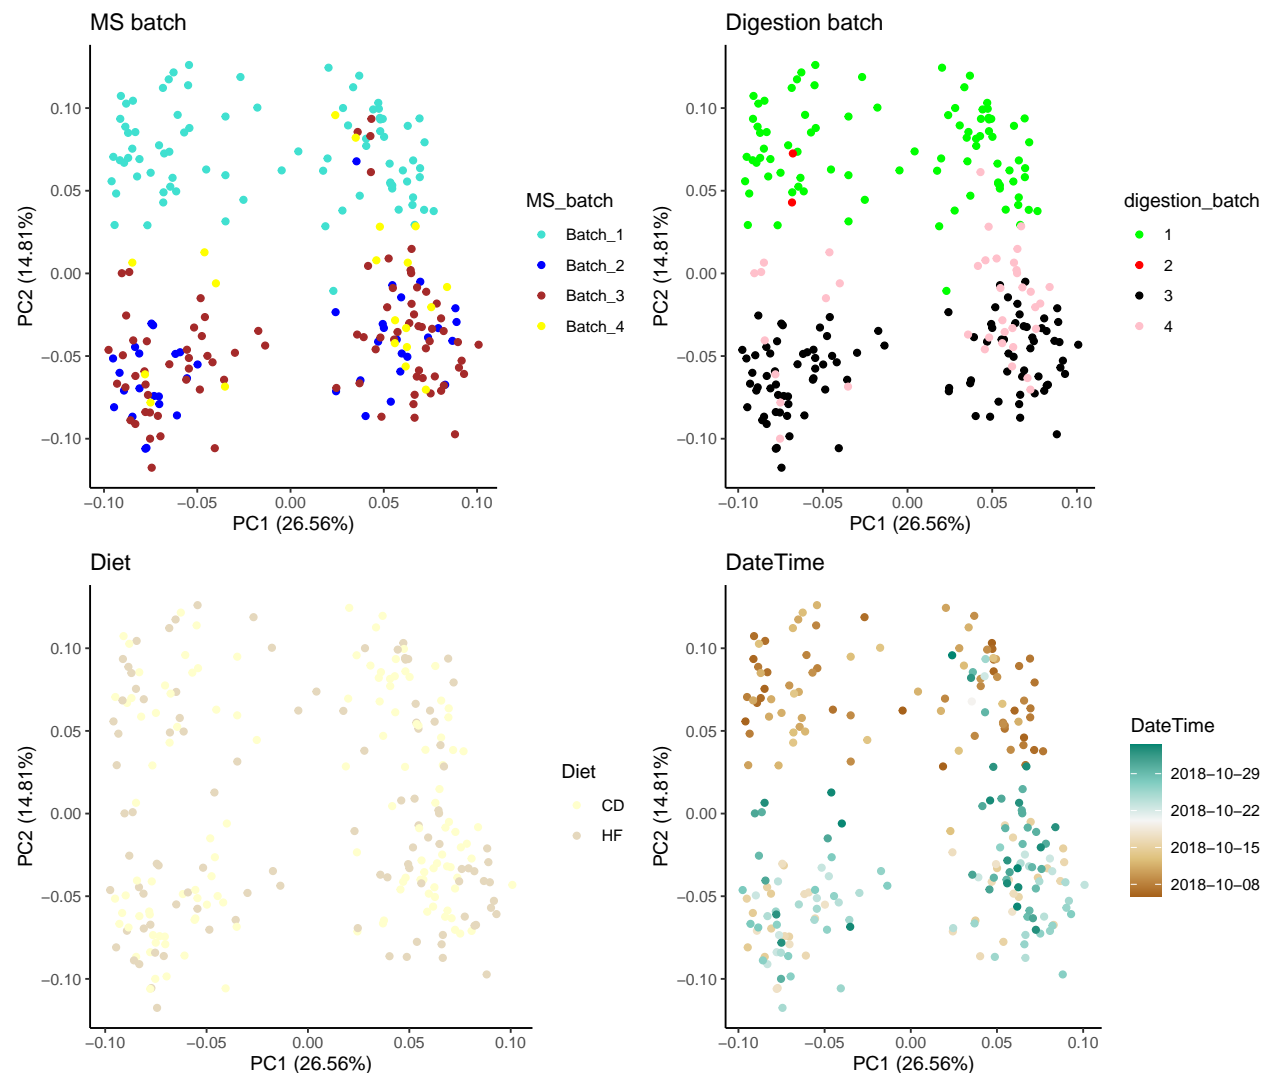 MS batch
0.10
0.05
0.00
−0.05
−0.10
−0.10
−0.05
0.00
0.05
0.10
PC1 (26.56%)
PC2 (14.81%)
MS_batch
Batch_1
Batch_2
Batch_3
Batch_4
Digestion batch
0.10
0.05
0.00
−0.05
−0.10
−0.10
−0.05
0.00
0.05
0.10
PC1 (26.56%)
PC2 (14.81%)
digestion_batch
1
2
3
4
Diet
0.10
0.05
0.00
−0.05
−0.10
−0.10
−0.05
0.00
0.05
0.10
PC1 (26.56%)
PC2 (14.81%)
Diet
CD
HF
DateTime
0.10
0.05
0.00
−0.05
−0.10
−0.10
−0.05
0.00
0.05
0.10
PC1 (26.56%)
PC2 (14.81%)
DateTime
2018−10−29
2018−10−22
2018−10−15
2018−10−08